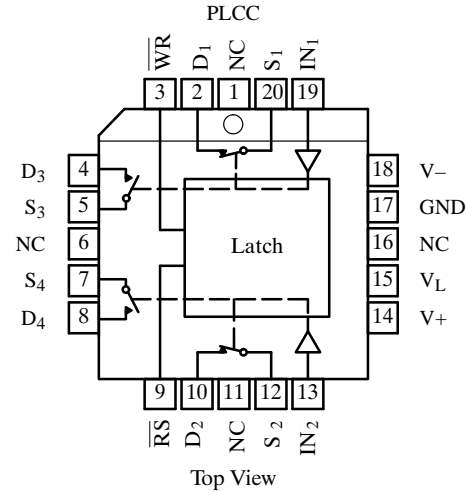 PLCC
WR D1 NC S1 IN1
3 2 1 20 19
D3 4 18 V–
S3 5 17 GND
NC 6 Latch 16 NC
S4 7 15 VL
D4 8 14 V+
9 10 11 12 13
RS D2 NC S2 IN2
Top View